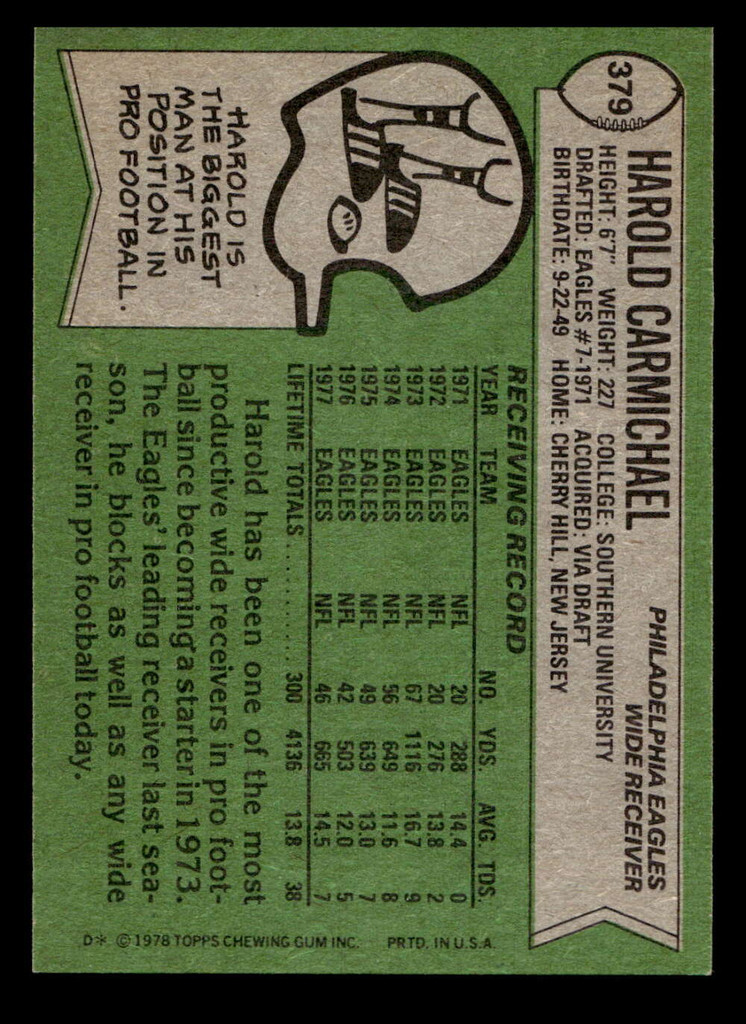 379
HAROLD CARMICHAEL
PHILADELPHIA EAGLES
WIDE RECEIVER
HEIGHT: 6'7" WEIGHT: 227 COLLEGE: SOUTHERN UNIVERSITY
DRAFTED: EAGLES #7-1971 ACQUIRED: VIA DRAFT
BIRTHDATE: 9-22-49 HOME: CHERRY HILL, NEW JERSEY
HAROLD IS
THE BIGGEST
MAN AT HIS
POSITION IN
PRO FOOTBALL.
RECEIVING RECORD
YEAR TEAM NO. YDS. AVG. TDS.
1971 EAGLES NFL 20 288 14.4 0
1972 EAGLES NFL 20 276 13.8 2
1973 EAGLES NFL 67 1116 16.7 9
1974 EAGLES NFL 56 649 11.6 8
1975 EAGLES NFL 49 639 13.0 7
1976 EAGLES NFL 42 503 12.0 5
1977 EAGLES NFL 46 665 14.5 7
LIFETIME TOTALS ............ 300 4136 13.8 38
Harold has been one of the most
productive wide receivers in pro foot-
ball since becoming a starter in 1973.
The Eagles' leading receiver last sea-
son, he blocks as well as any wide
receiver in pro football today.
D* © 1978 TOPPS CHEWING GUM INC. PRTD. IN U.S.A.